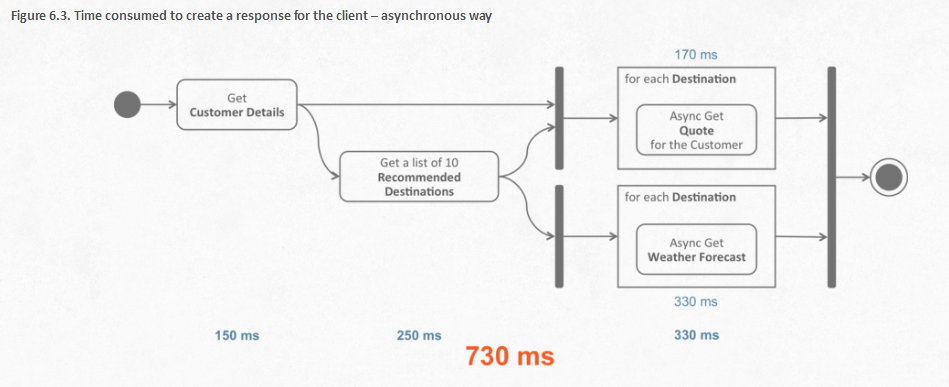 Figure 6.3. Time consumed to create a response for the client – asynchronous way
Get
Customer Details
Get a list of 10
Recommended
Destinations
170 ms
for each Destination
Async Get
Quote
for the Customer
for each Destination
Async Get
Weather Forecast
330 ms
150 ms
250 ms
330 ms
730 ms